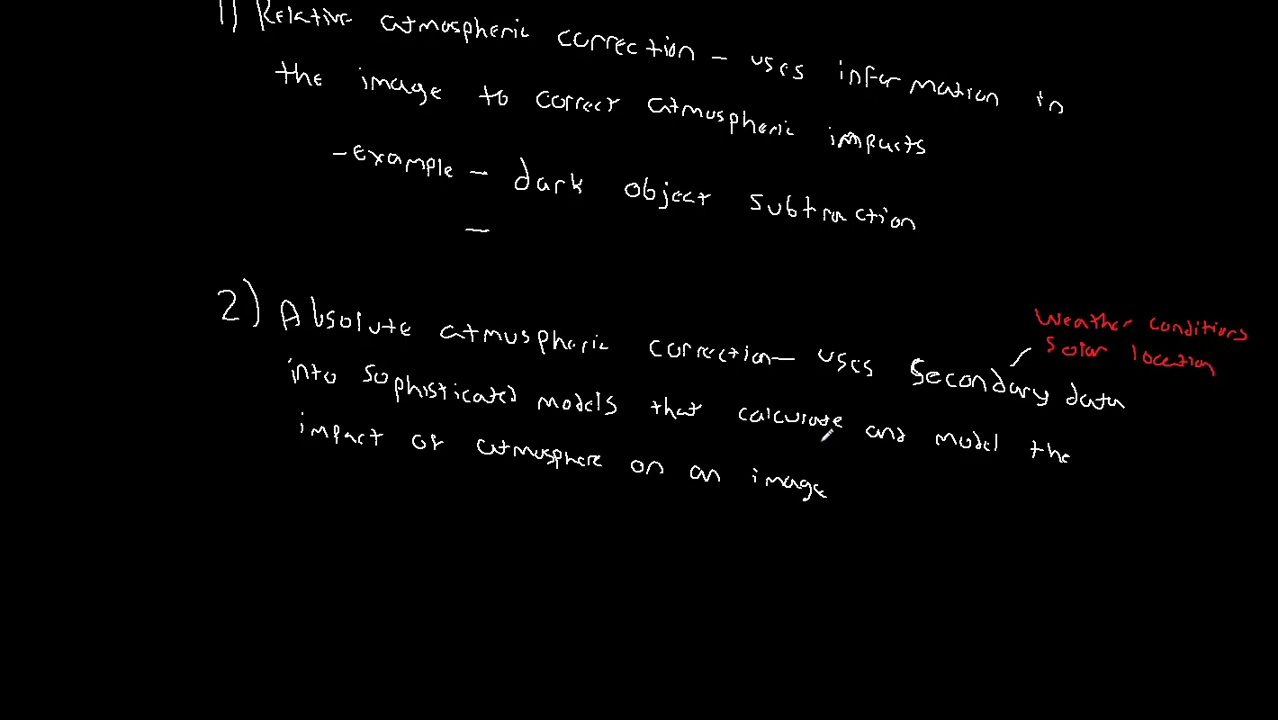 1) Relative atmospheric correction - uses information in
the image to correct atmospheric impacts
- Example - dark object subtraction
-
2) Absolute atmospheric correction - uses Secondary data
Weather conditions
Solar location
into sophisticated models that calculate and model the
impact of atmosphere on an image